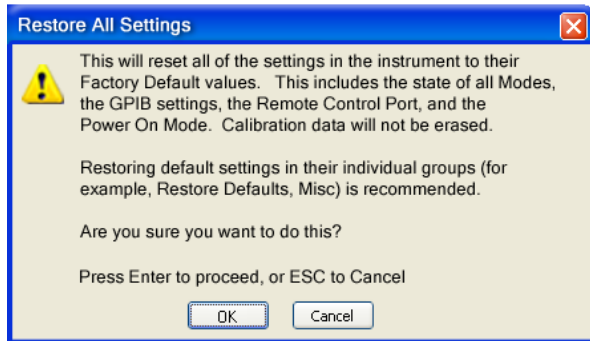 Restore All Settings
This will reset all of the settings in the instrument to their
Factory Default values.  This includes the state of all Modes,
the GPIB settings, the Remote Control Port, and the
Power On Mode.  Calibration data will not be erased.
Restoring default settings in their individual groups (for
example, Restore Defaults, Misc) is recommended.
Are you sure you want to do this?
Press Enter to proceed, or ESC to Cancel
OK
Cancel